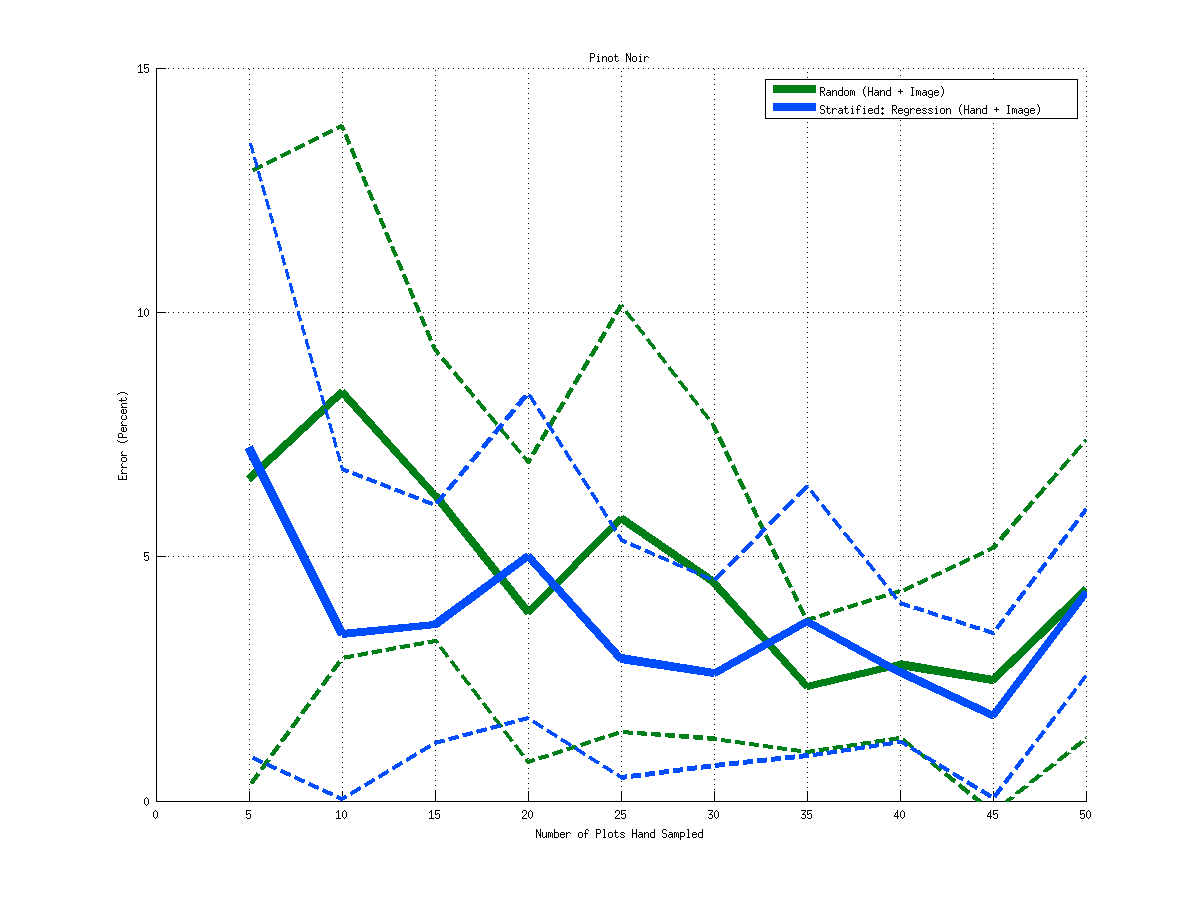 Pinot Noir
15
Random (Hand + Image)
Stratified: Regression (Hand + Image)
10
Error (Percent)
5
0
0 5 10 15 20 25 30 35 40 45 50
Number of Plots Hand Sampled